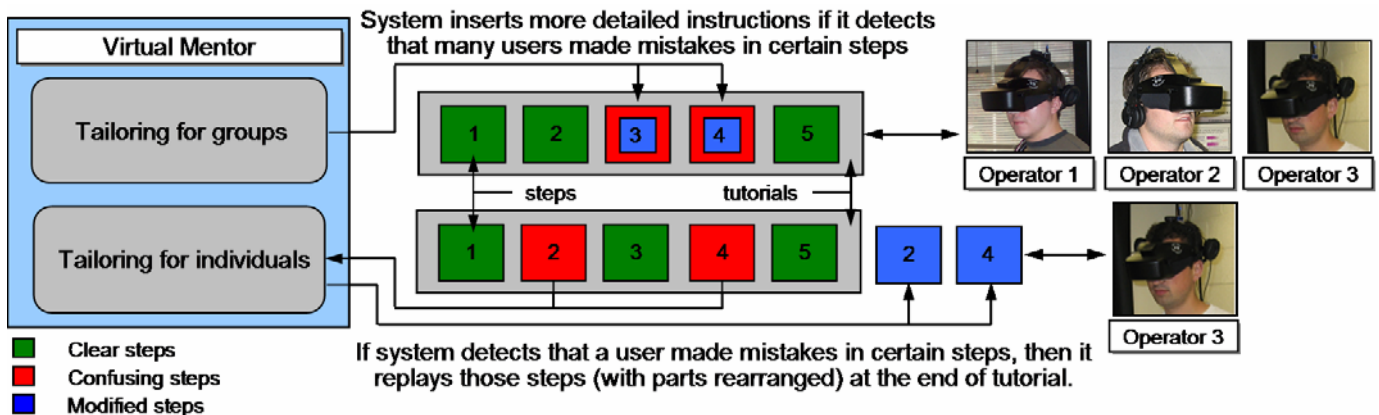 System inserts more detailed instructions if it detects
that many users made mistakes in certain steps
Virtual Mentor
Tailoring for groups
1 2 3 4 5
Operator 1 Operator 2 Operator 3
steps tutorials
Tailoring for individuals
1 2 3 4 5 2 4
Operator 3
Clear steps
Confusing steps
Modified steps
If system detects that a user made mistakes in certain steps, then it
replays those steps (with parts rearranged) at the end of tutorial.